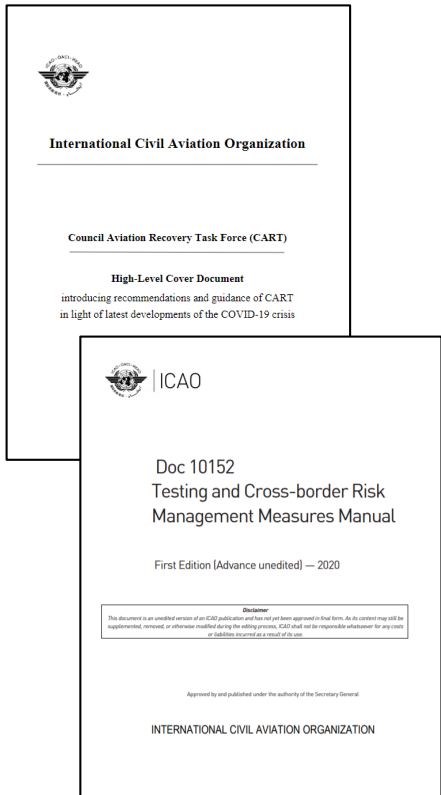 International Civil Aviation Organization
Council Aviation Recovery Task Force (CART)
High-Level Cover Document
introducing recommendations and guidance of CART
in light of latest developments of the COVID-19 crisis
ICAO
Doc 10152
Testing and Cross-border Risk
Management Measures Manual
First Edition (Advance unedited) — 2020
Disclaimer
This document is an unedited version of an ICAO publication and has not yet been approved in final form. As its content may still be
supplemented, removed, or otherwise modified during the editing process, ICAO shall not be responsible whatsoever for any costs
or liabilities incurred as a result of its use.
Approved by and published under the authority of the Secretary General.
INTERNATIONAL CIVIL AVIATION ORGANIZATION